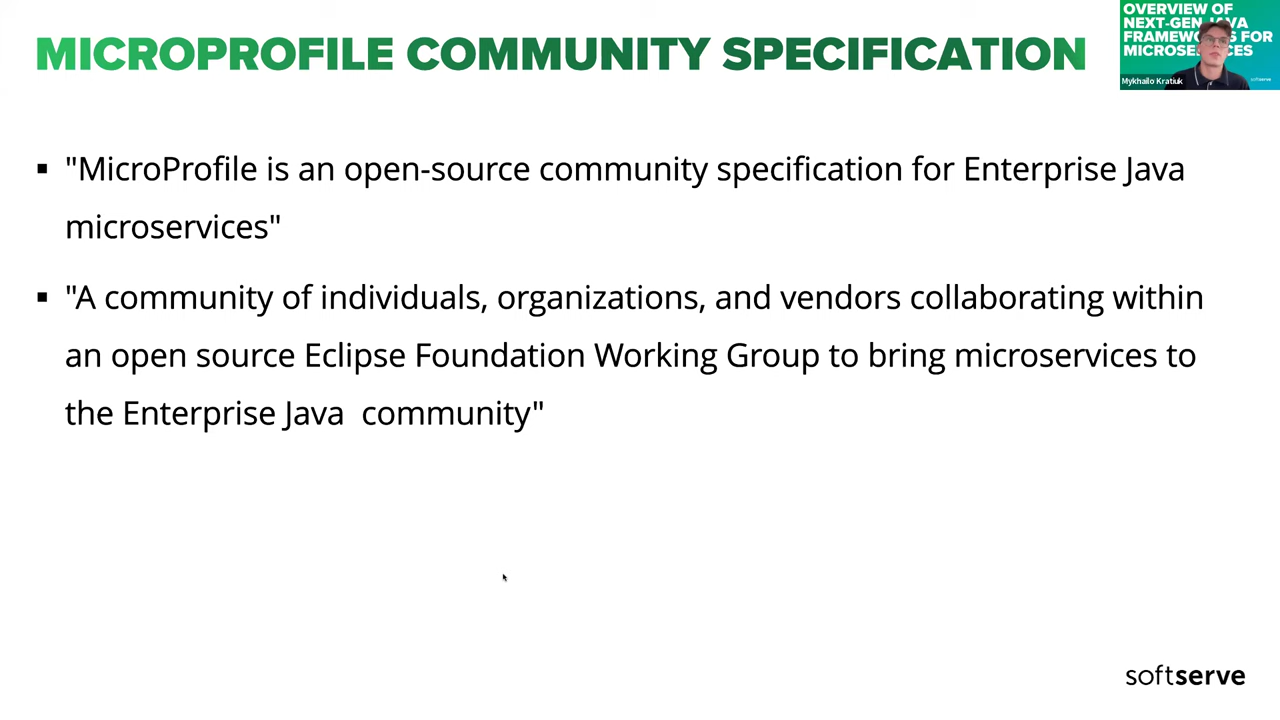 MICROPROFILE COMMUNITY SPECIFICATION
OVERVIEW OF
NEXT-GEN JAVA
FOR
Mykhailo Kratiuk
softserve
▪ "MicroProfile is an open-source community specification for Enterprise Java
microservices"
▪ "A community of individuals, organizations, and vendors collaborating within
an open source Eclipse Foundation Working Group to bring microservices to
the Enterprise Java  community"
softserve